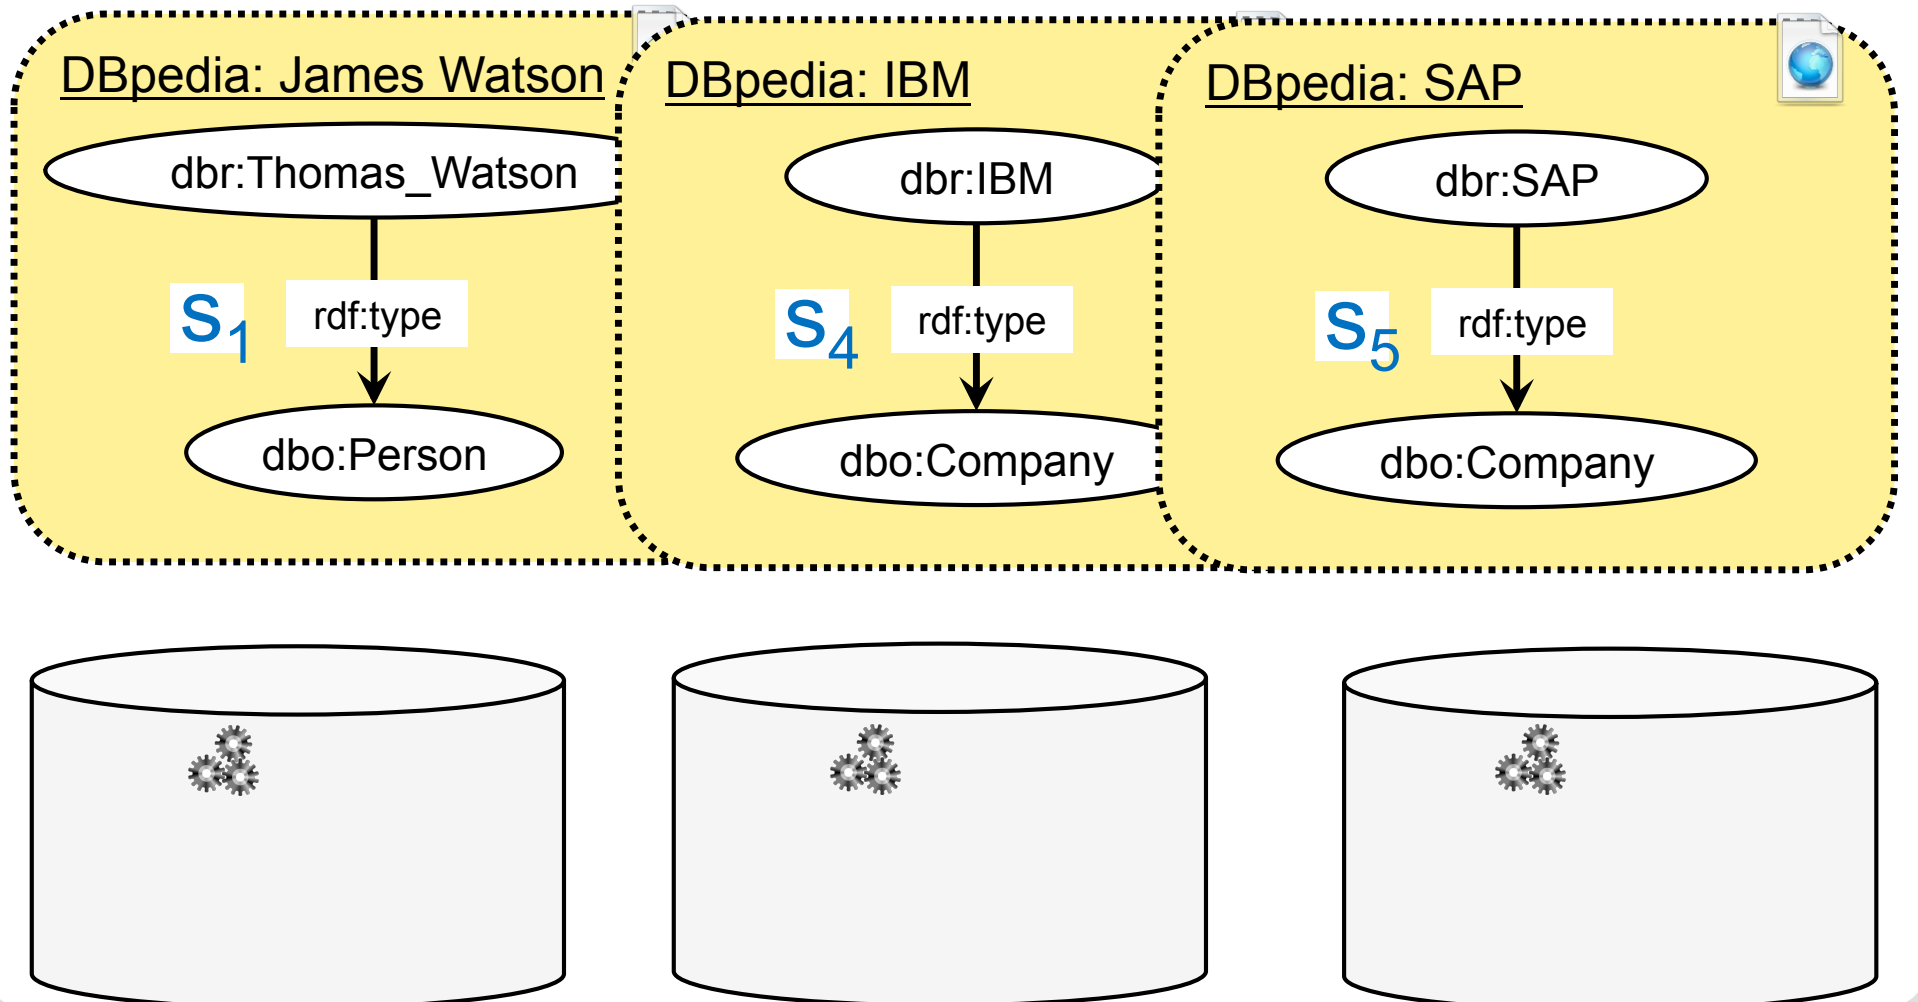 DBpedia: James Watson
dbr:Thomas_Watson
s1
rdf:type
dbo:Person
DBpedia: IBM
dbr:IBM
s4
rdf:type
dbo:Company
DBpedia: SAP
dbr:SAP
s5
rdf:type
dbo:Company